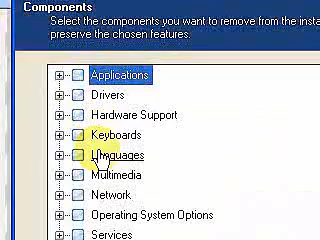 Components
Select the components you want to remove from the insta
preserve the chosen features.
Applications
Drivers
Hardware Support
Keyboards
Languages
Multimedia
Network
Operating System Options
Services